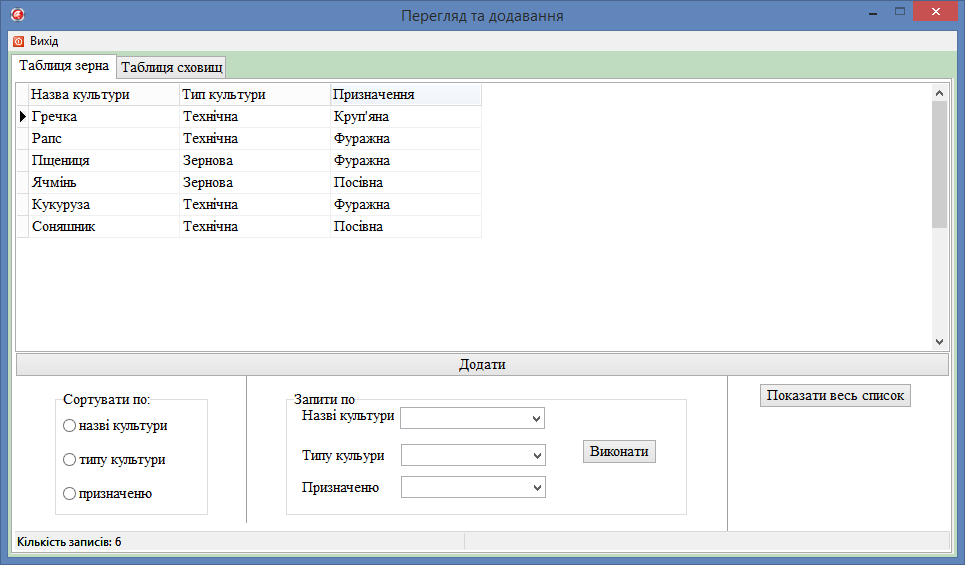 Перегляд та додавання
Вихід
Таблиця зерна Таблиця сховищ
Назва культури Тип культури Призначення
Гречка Технічна Круп'яна
Рапс Технічна Фуражна
Пщениця Зернова Фуражна
Ячмінь Зернова Посівна
Кукуруза Технічна Фуражна
Соняшник Технічна Посівна
Додати
Сортувати по:
назві культури
типу культури
призначеню
Запити по
Назві культури
Типу кульури
Призначеню
Виконати
Показати весь список
Кількість записів: 6